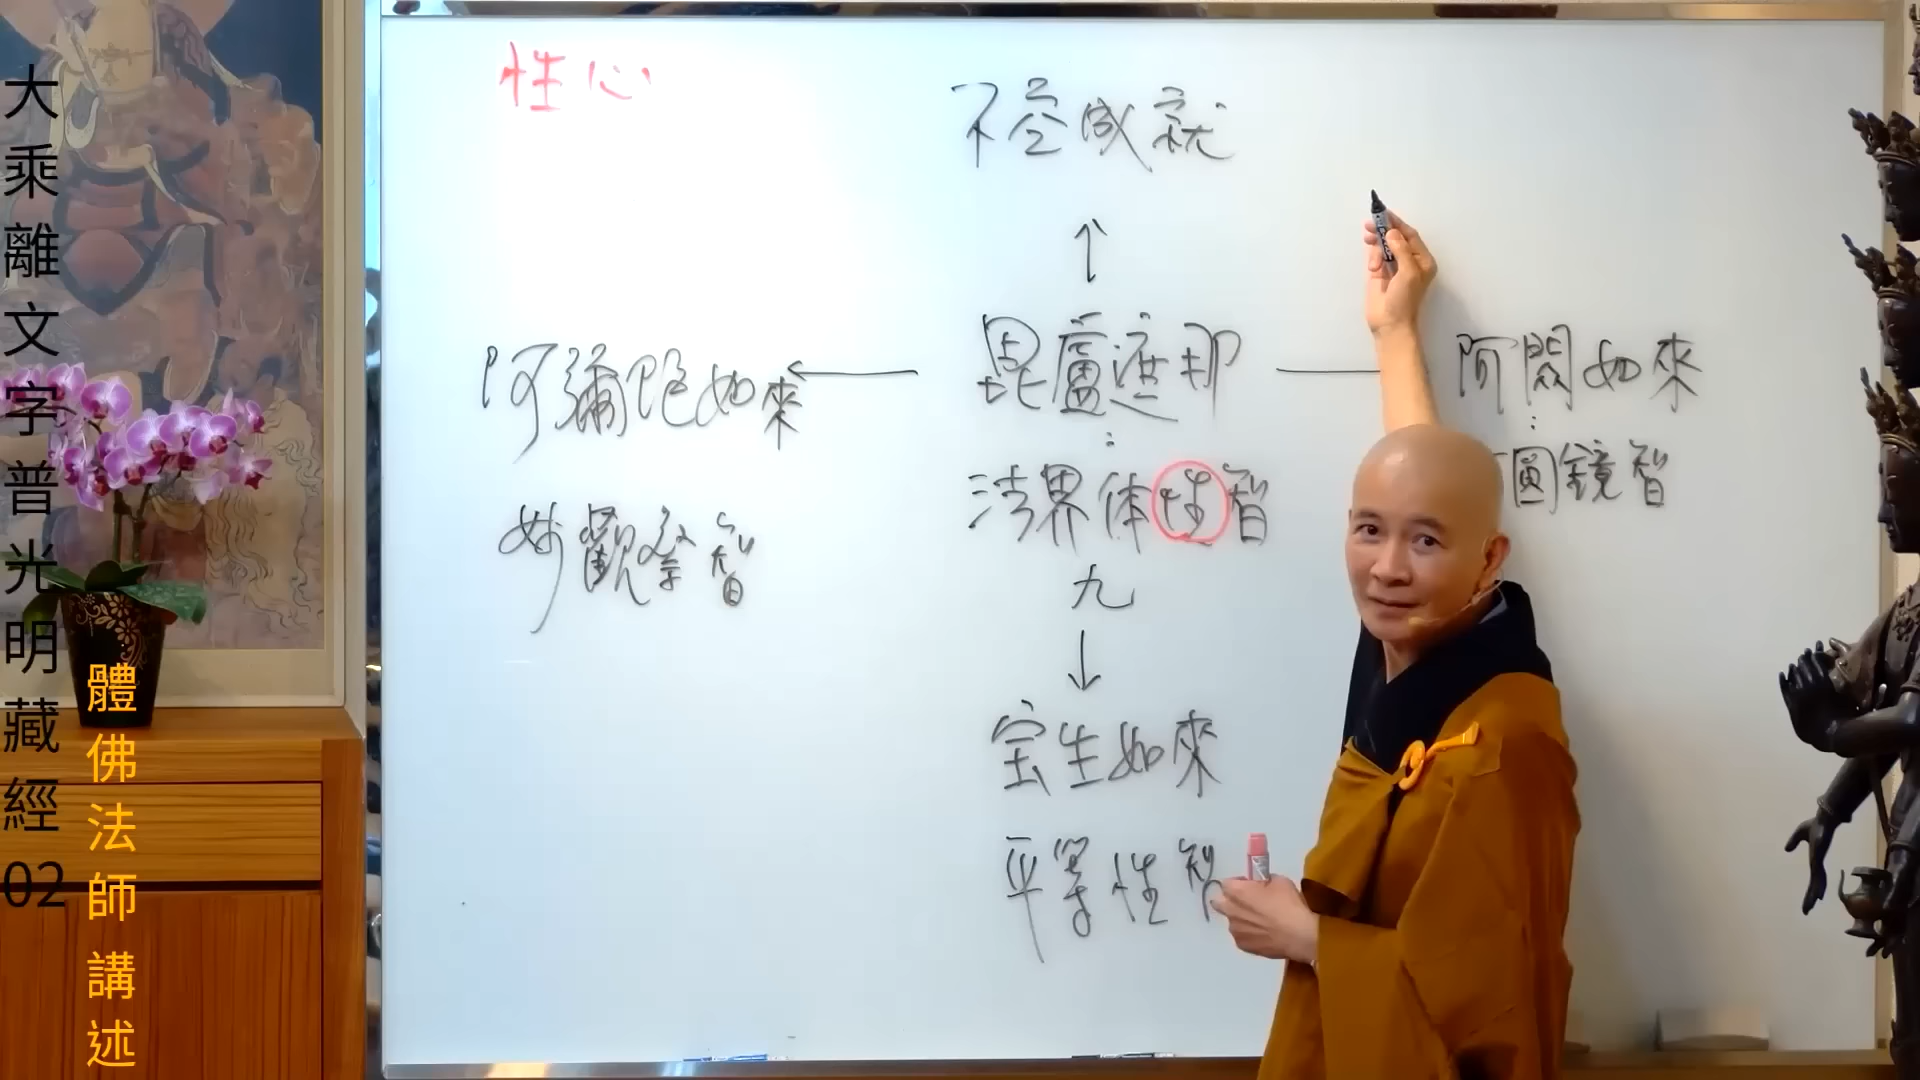 大乘離文字普光明藏經02
體佛法師講述
性心
不空成就
毘盧遮那
法界体性智
九
阿彌陀如來
妙觀察智
阿閦如來
圓鏡智
宝生如來
平等性智